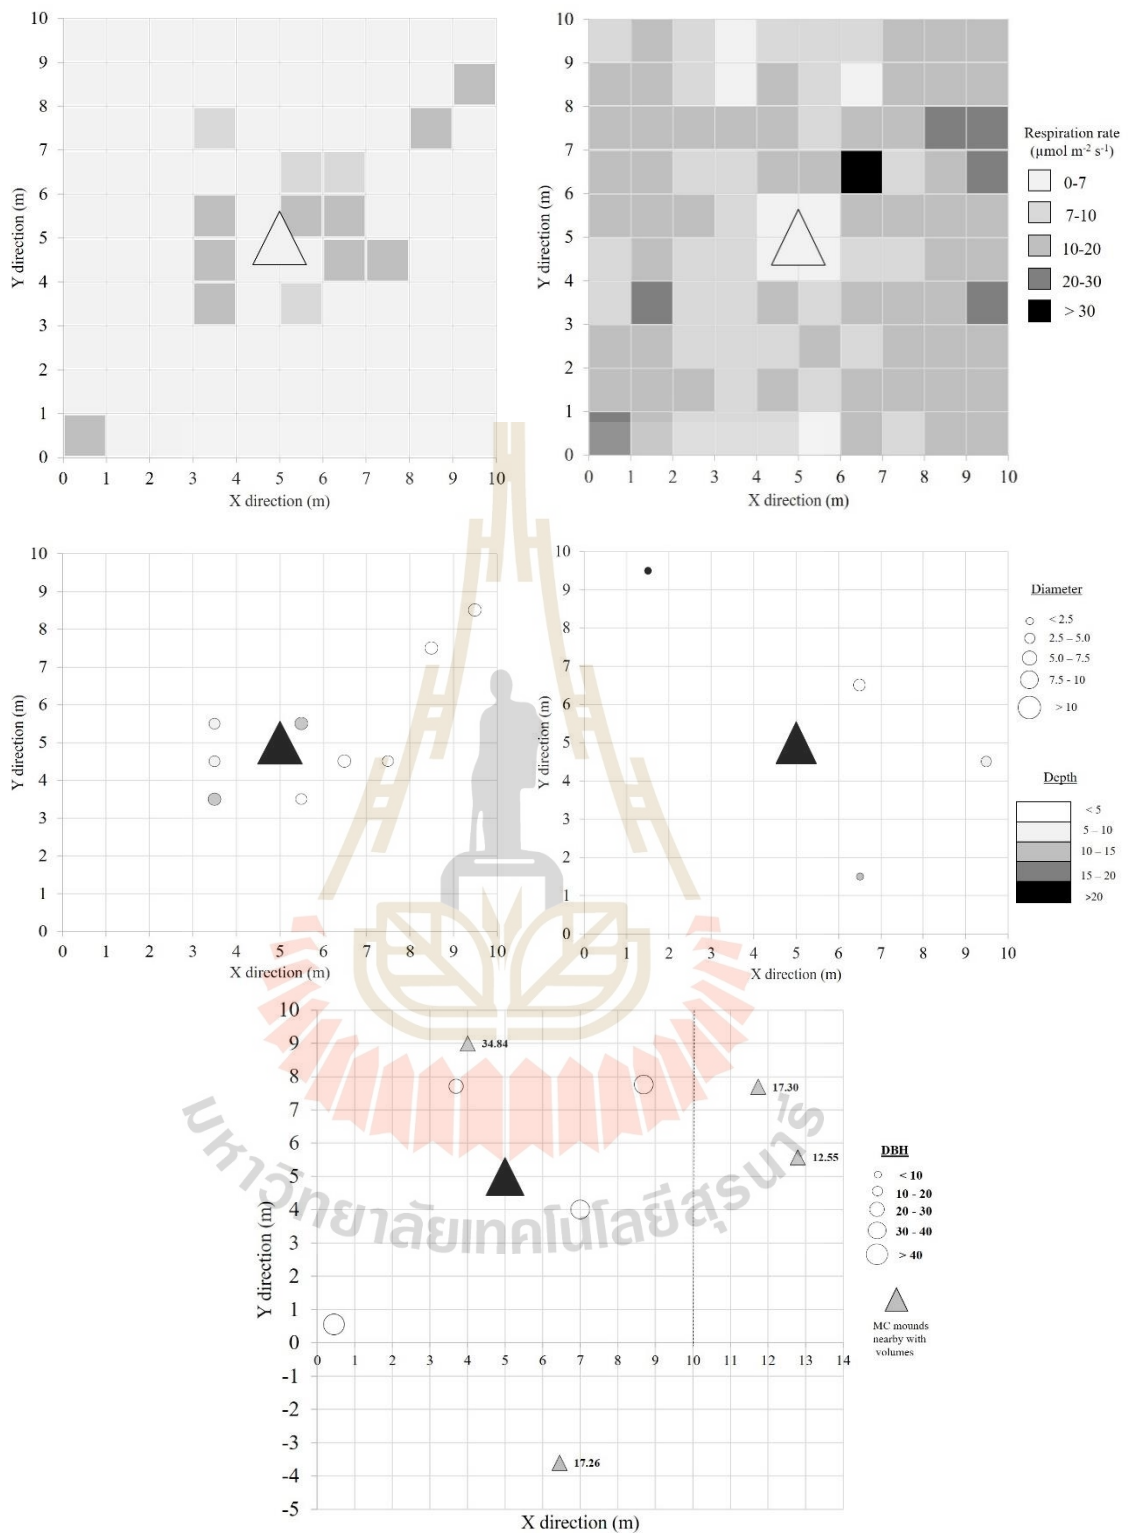 10
9
8
7
6
5
4
3
2
1
0
Y direction (m)
0 1 2 3 4 5 6 7 8 9 10
X direction (m)
10
9
8
7
6
5
4
3
2
1
0
Y direction (m)
0 1 2 3 4 5 6 7 8 9 10
X direction (m)
Respiration rate
(µmol m⁻² s⁻¹)
0-7
7-10
10-20
20-30
> 30
10
9
8
7
6
5
4
3
2
1
0
Y direction (m)
0 1 2 3 4 5 6 7 8 9 10
X direction (m)
10
9
8
7
6
5
4
3
2
1
0
Y direction (m)
0 1 2 3 4 5 6 7 8 9 10
X direction (m)
Diameter
< 2.5
2.5 – 5.0
5.0 – 7.5
7.5 - 10
> 10
Depth
< 5
5 – 10
10 – 15
15 – 20
>20
10
9
8
7
6
5
4
3
2
1
0
-1
-2
-3
-4
-5
Y direction (m)
34.84
17.30
12.55
17.26
0 1 2 3 4 5 6 7 8 9 10 11 12 13 14
X direction (m)
DBH
< 10
10 - 20
20 - 30
30 - 40
> 40
MC mounds
nearby with
volumes
มหาวิทยาลัยเทคโนโลยีสุรนารี